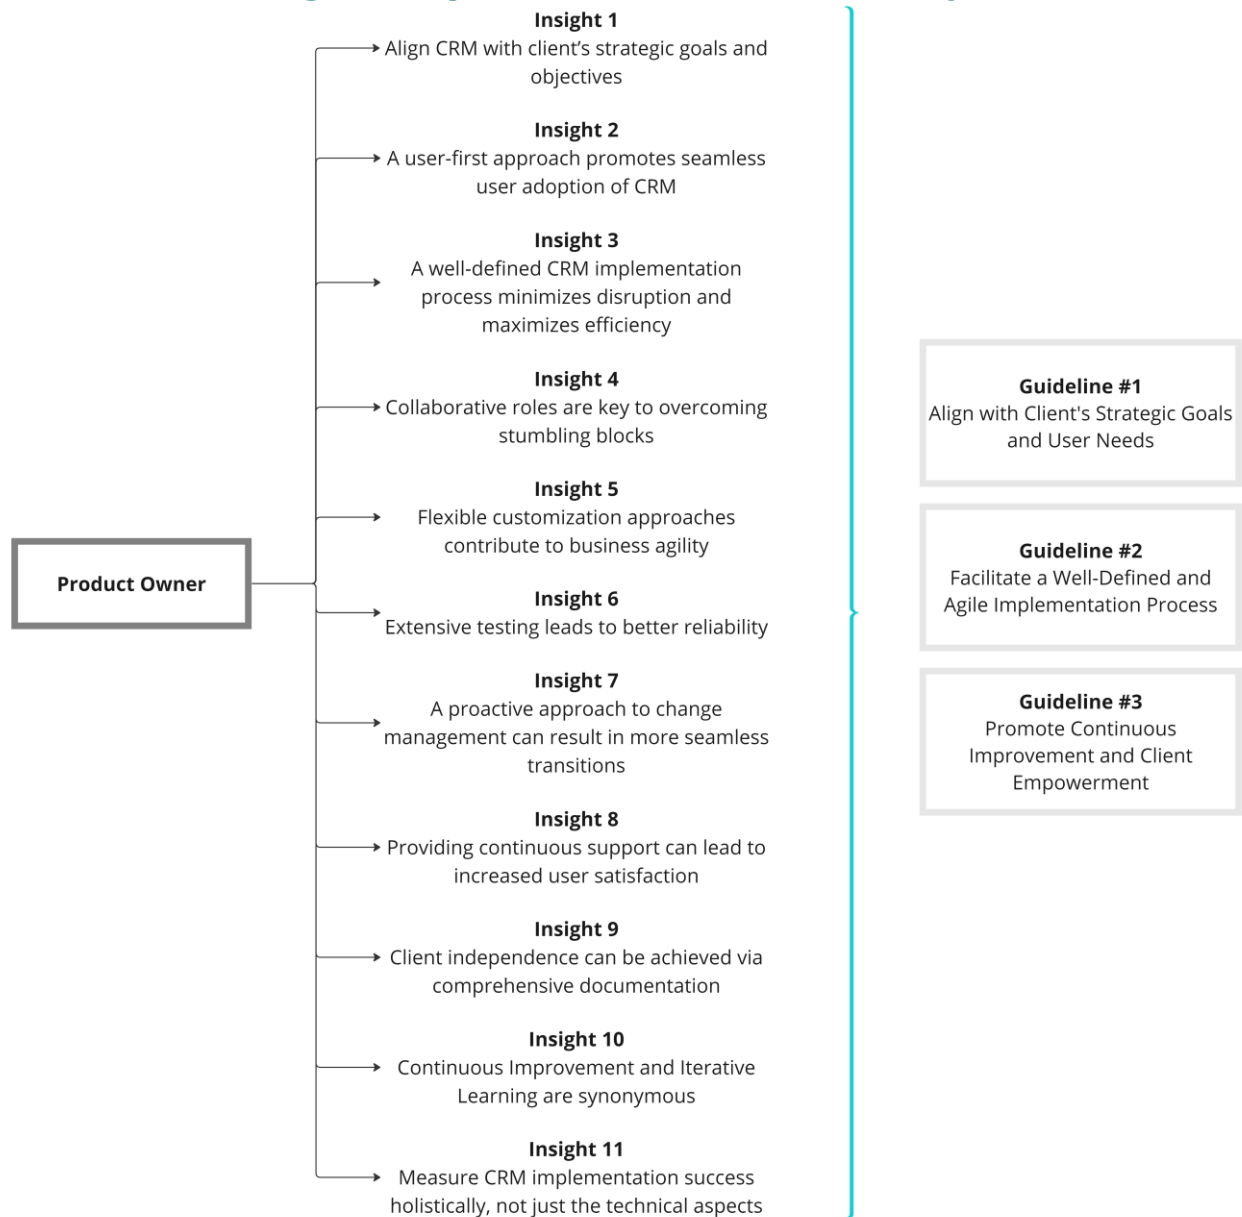 Insight 1
Align CRM with client’s strategic goals and
objectives
Insight 2
A user-first approach promotes seamless
user adoption of CRM
Insight 3
A well-defined CRM implementation
process minimizes disruption and
maximizes efficiency
Insight 4
Collaborative roles are key to overcoming
stumbling blocks
Insight 5
Flexible customization approaches
contribute to business agility
Product Owner
Insight 6
Extensive testing leads to better reliability
Insight 7
A proactive approach to change
management can result in more seamless
transitions
Insight 8
Providing continuous support can lead to
increased user satisfaction
Insight 9
Client independence can be achieved via
comprehensive documentation
Insight 10
Continuous Improvement and Iterative
Learning are synonymous
Insight 11
Measure CRM implementation success
holistically, not just the technical aspects
Guideline #1
Align with Client's Strategic Goals
and User Needs
Guideline #2
Facilitate a Well-Defined and
Agile Implementation Process
Guideline #3
Promote Continuous
Improvement and Client
Empowerment